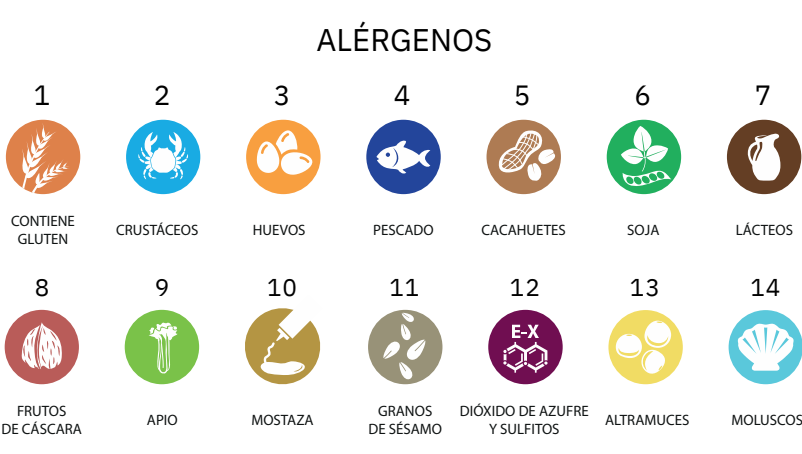 ALÉRGENOS
1 2 3 4 5 6 7
CONTIENE
GLUTEN
CRUSTÁCEOS
HUEVOS
PESCADO
CACAHUETES
SOJA
LÁCTEOS
8 9 10 11 12 13 14
E-X
FRUTOS
DE CÁSCARA
APIO
MOSTAZA
GRANOS
DE SÉSAMO
DIÓXIDO DE AZUFRE
Y SULFITOS
ALTRAMUCES
MOLUSCOS